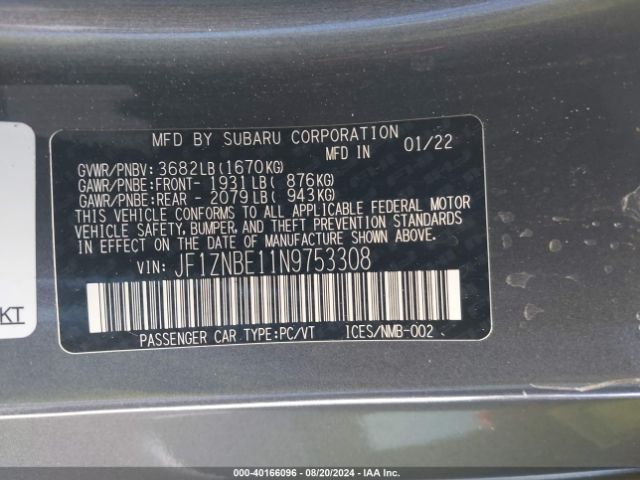 MFD BY SUBARU CORPORATION
MFD IN 01/22
GVWR/PNBV: 3682LB(1670KG)
GAWR/PNBE:FRONT- 1931LB( 876KG)
GAWR/PNBE:REAR - 2079LB( 943KG)
THIS VEHICLE CONFORMS TO ALL APPLICABLE FEDERAL MOTOR
VEHICLE SAFETY, BUMPER, AND THEFT PREVENTION STANDARDS
IN EFFECT ON THE DATE OF MANUFACTURE SHOWN ABOVE.
VIN: JF1ZNBE11N9753308
PASSENGER CAR TYPE:PC/VT ICES/NMB-002
KT
000-40166096 - 08/20/2024 - IAA Inc.